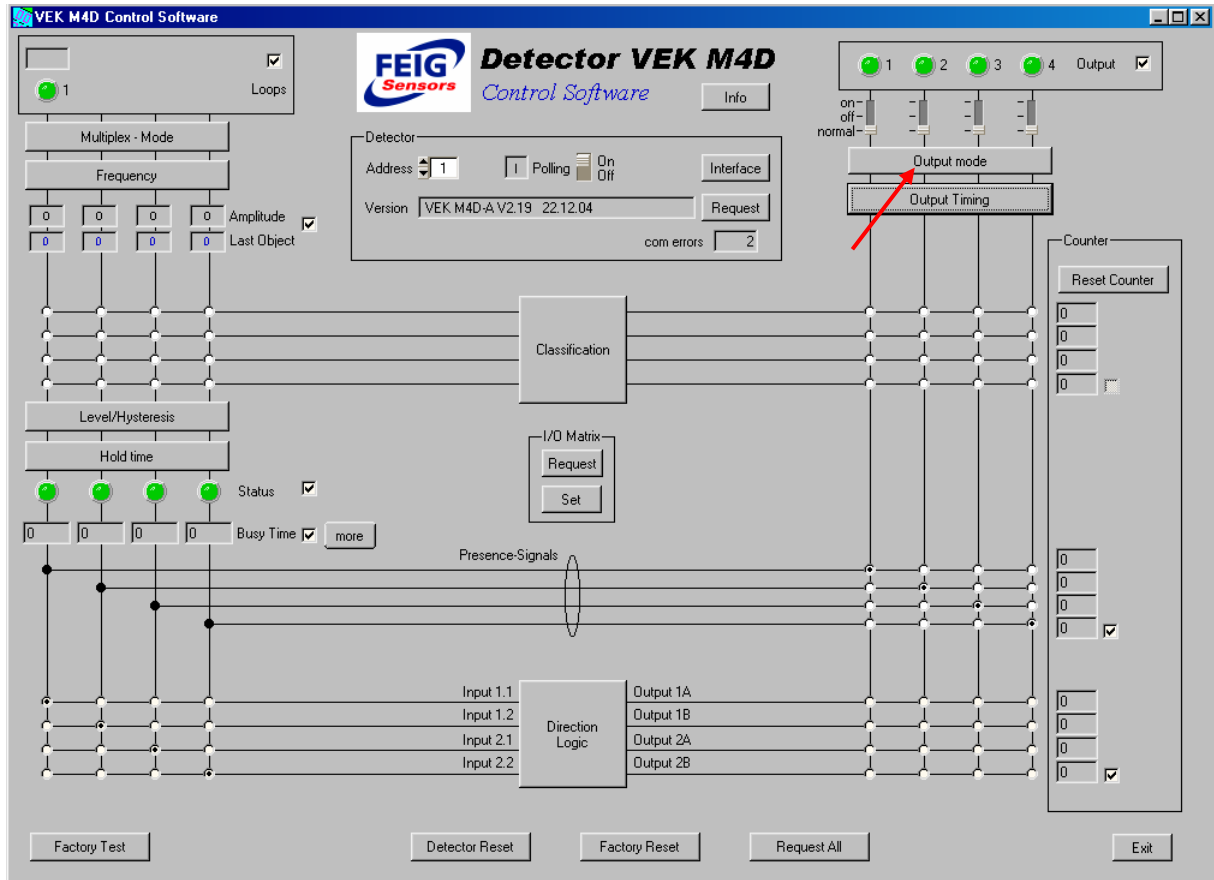 VEK M4D Control Software
1
Loops
FEIG
Sensors
Detector VEK M4D
Control Software
Info
1 2 3 4 Output
on
off
normal
Multiplex - Mode
Frequency
Detector
Address 1 I Polling On
Off
Interface
Version VEK M4D-A V2.19 22.12.04 Request
com errors 2
Output mode
Output Timing
0 0 0 0 Amplitude
0 0 0 0 Last Object
Counter
Reset Counter
0
0
0
0
Classification
Level/Hysteresis
Hold time
I/O Matrix
Request
Set
Status
0 0 0 0 Busy Time more
Presence-Signals
0
0
0
0
Input 1.1
Input 1.2
Input 2.1
Input 2.2
Direction
Logic
Output 1A
Output 1B
Output 2A
Output 2B
0
0
0
0
Factory Test
Detector Reset
Factory Reset
Request All
Exit